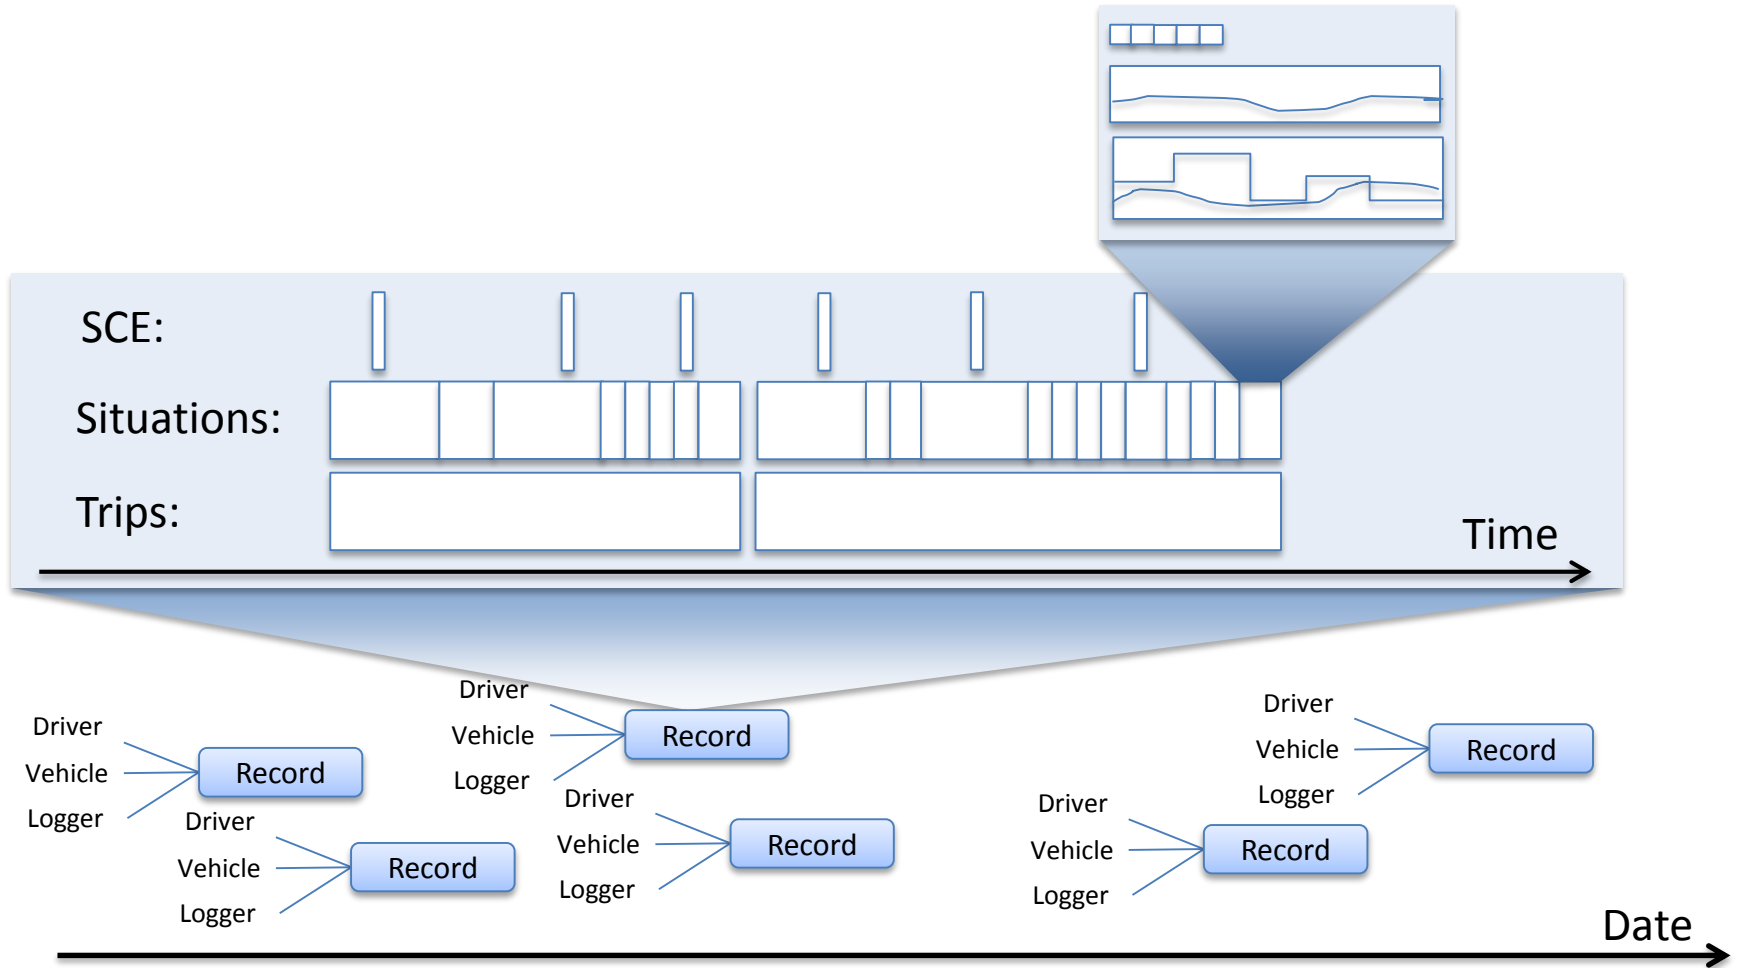 SCE:
Situations:
Trips:
Time
Driver
Vehicle
Logger
Record
Driver
Vehicle
Logger
Record
Driver
Vehicle
Logger
Record
Driver
Vehicle
Logger
Record
Driver
Vehicle
Logger
Record
Driver
Vehicle
Logger
Record
Date